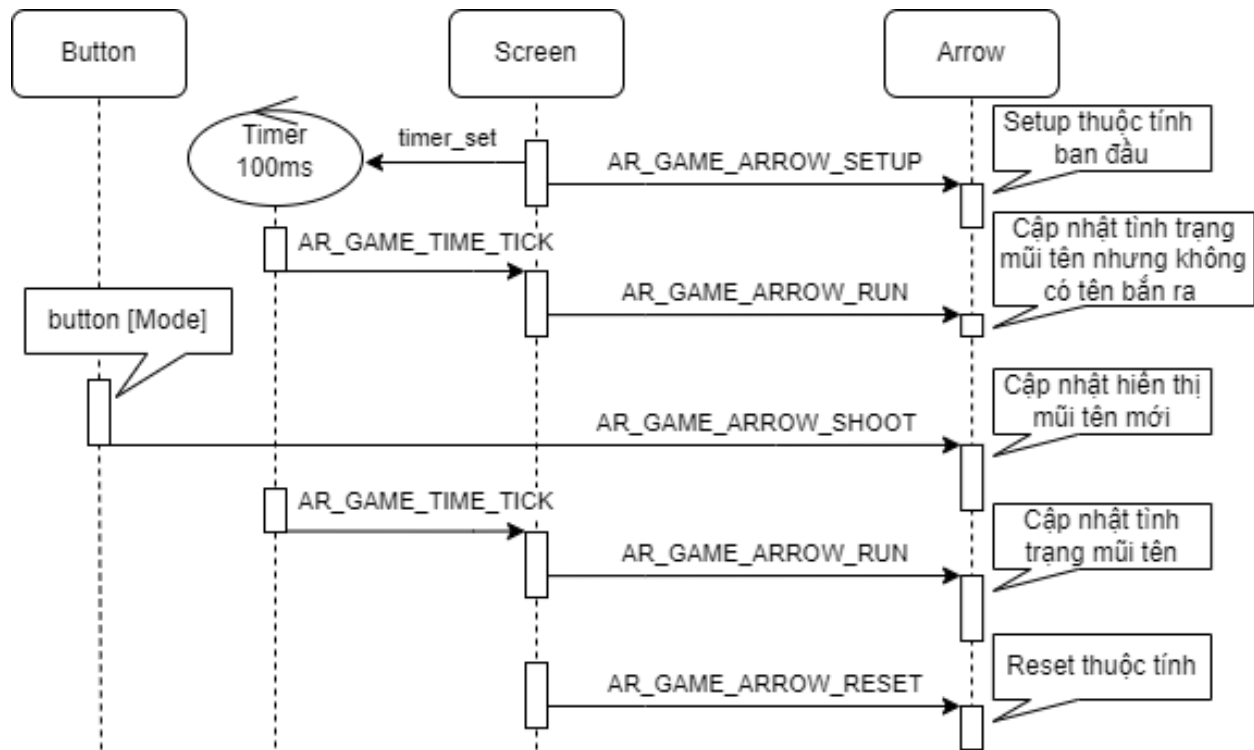 Button
Screen
Arrow
Timer
100ms
timer_set
AR_GAME_ARROW_SETUP
Setup thuộc tính
ban đầu
AR_GAME_TIME_TICK
AR_GAME_ARROW_RUN
Cập nhật tình trạng
mũi tên nhưng không
có tên bắn ra
button [Mode]
AR_GAME_ARROW_SHOOT
Cập nhật hiển thị
mũi tên mới
AR_GAME_TIME_TICK
AR_GAME_ARROW_RUN
Cập nhật tình
trạng mũi tên
AR_GAME_ARROW_RESET
Reset thuộc tính